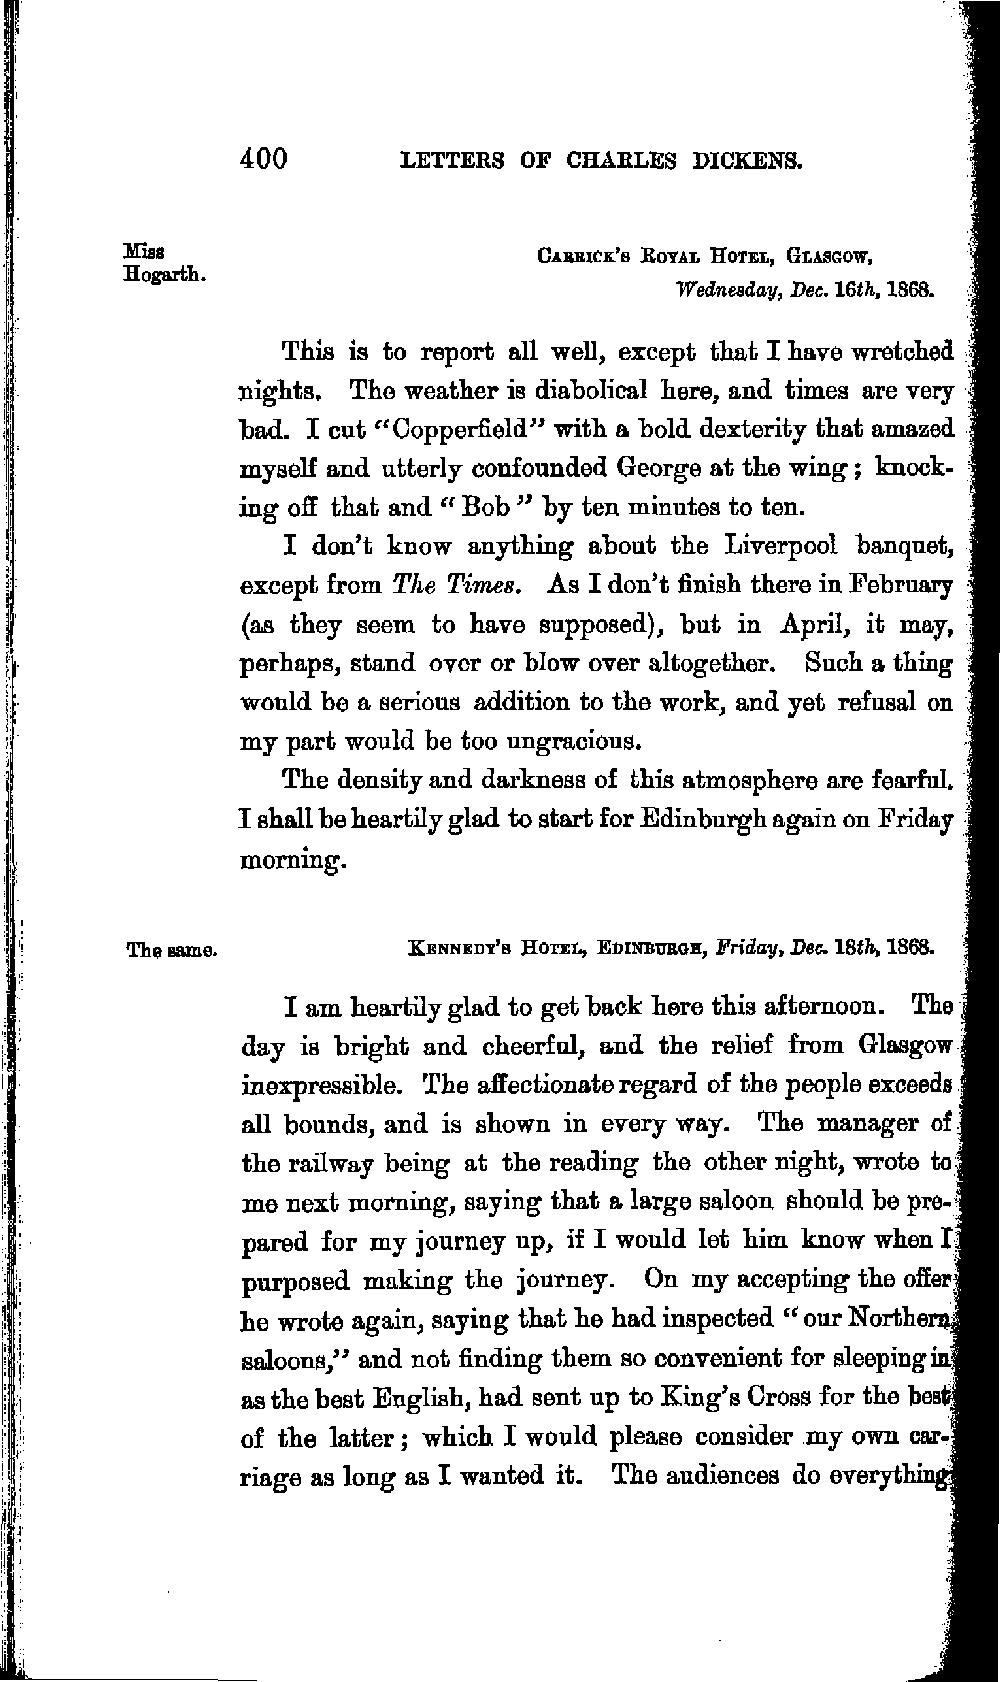 400 LETTERS OF CHARLES DICKENS.
Miss
Hogarth.
Carrick's Royal Hotel, Glasgow,
Wednesday, Dec. 16th, 1868.
This is to report all well, except that I have wretched
nights. The weather is diabolical here, and times are very
bad. I cut "Copperfield" with a bold dexterity that amazed
myself and utterly confounded George at the wing; knock-
ing off that and "Bob" by ten minutes to ten.
I don't know anything about the Liverpool banquet,
except from The Times. As I don't finish there in February
(as they seem to have supposed), but in April, it may,
perhaps, stand over or blow over altogether. Such a thing
would be a serious addition to the work, and yet refusal on
my part would be too ungracious.
The density and darkness of this atmosphere are fearful.
I shall be heartily glad to start for Edinburgh again on Friday
morning.
The same.
Kennedy's Hotel, Edinburgh, Friday, Dec. 18th, 1868.
I am heartily glad to get back here this afternoon. The
day is bright and cheerful, and the relief from Glasgow
inexpressible. The affectionate regard of the people exceeds
all bounds, and is shown in every way. The manager of
the railway being at the reading the other night, wrote to
me next morning, saying that a large saloon should be pre-
pared for my journey up, if I would let him know when I
purposed making the journey. On my accepting the offer
he wrote again, saying that he had inspected "our Northern
saloons," and not finding them so convenient for sleeping in
as the best English, had sent up to King's Cross for the best
of the latter; which I would please consider my own car-
riage as long as I wanted it. The audiences do everything